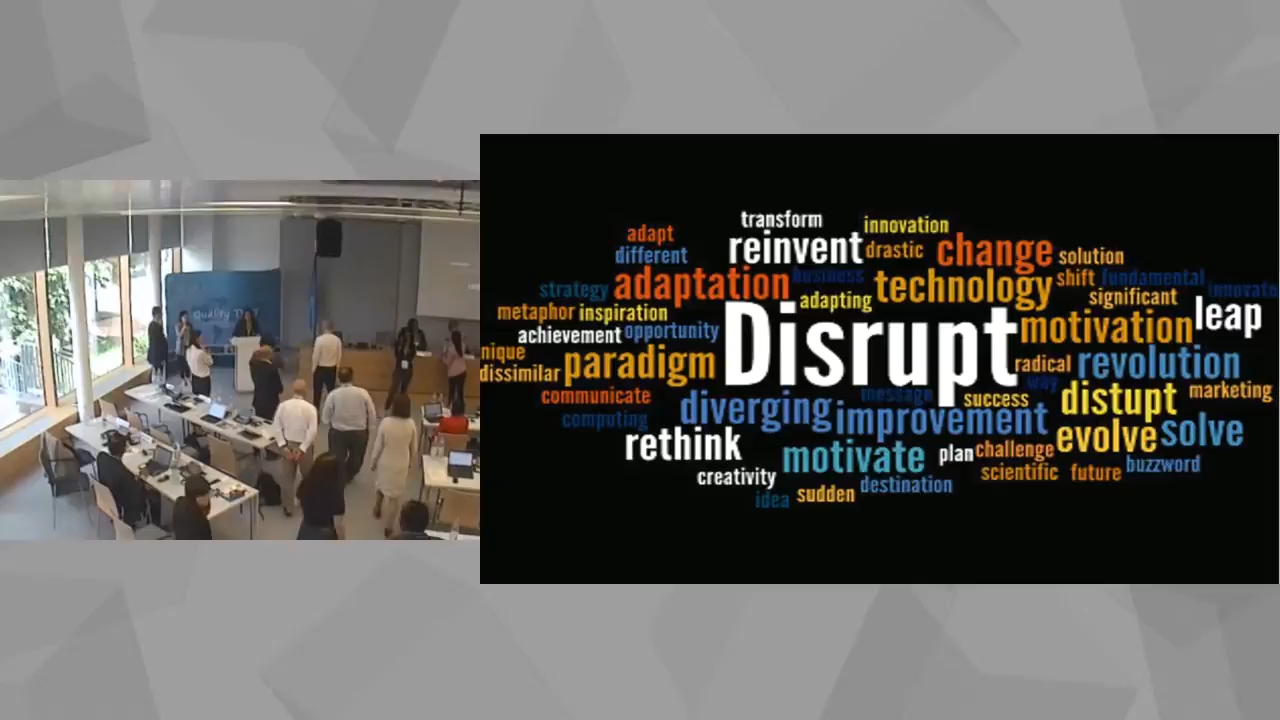 Quality
transform
innovation
adapt
reinvent
drastic
change
solution
different
adaptation
business
technology
shift
fundamental
strategy
adapting
significant
innovate
metaphor
inspiration
Disrupt
motivation
leap
achievement
opportunity
nique
paradigm
radical
revolution
dissimilar
way
communicate
message
success
distupt
marketing
computing
diverging
improvement
evolve
solve
rethink
motivate
plan
challenge
creativity
scientific
future
buzzword
destination
idea
sudden